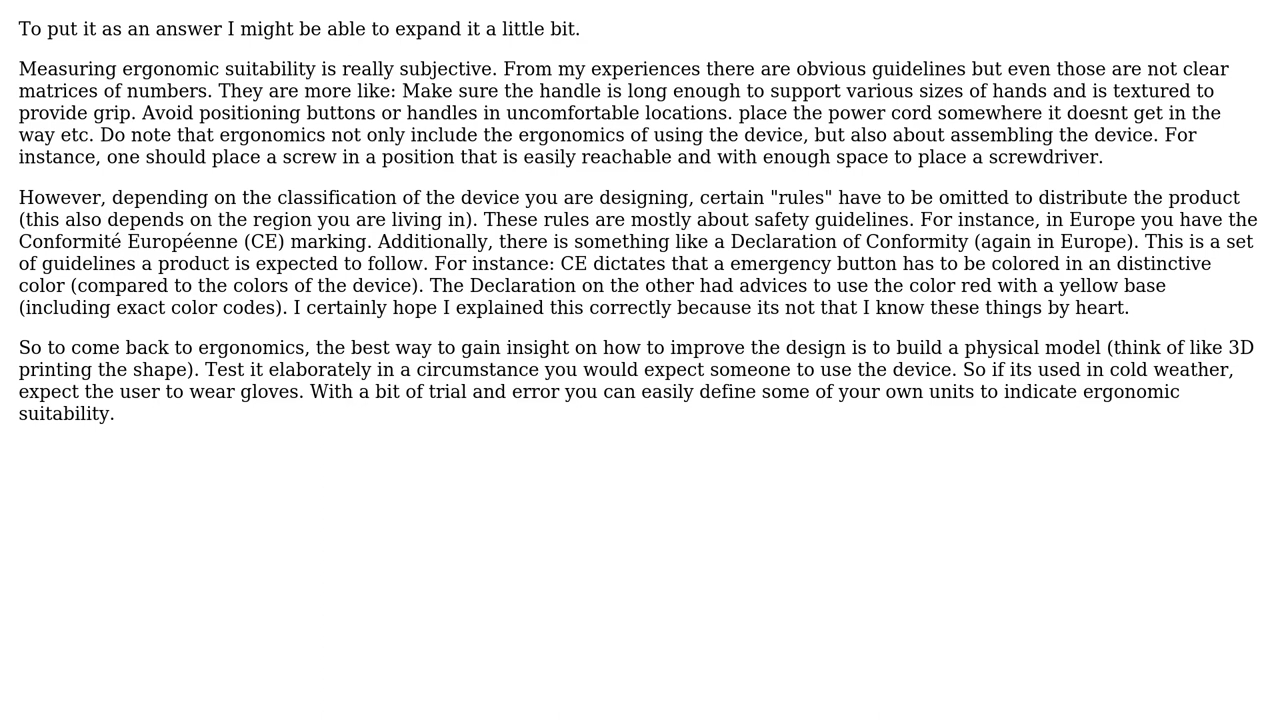 To put it as an answer I might be able to expand it a little bit.
Measuring ergonomic suitability is really subjective. From my experiences there are obvious guidelines but even those are not clear
matrices of numbers. They are more like: Make sure the handle is long enough to support various sizes of hands and is textured to
provide grip. Avoid positioning buttons or handles in uncomfortable locations. place the power cord somewhere it doesnt get in the
way etc. Do note that ergonomics not only include the ergonomics of using the device, but also about assembling the device. For
instance, one should place a screw in a position that is easily reachable and with enough space to place a screwdriver.
However, depending on the classification of the device you are designing, certain "rules" have to be omitted to distribute the product
(this also depends on the region you are living in). These rules are mostly about safety guidelines. For instance, in Europe you have the
Conformité Européenne (CE) marking. Additionally, there is something like a Declaration of Conformity (again in Europe). This is a set
of guidelines a product is expected to follow. For instance: CE dictates that a emergency button has to be colored in an distinctive
color (compared to the colors of the device). The Declaration on the other had advices to use the color red with a yellow base
(including exact color codes). I certainly hope I explained this correctly because its not that I know these things by heart.
So to come back to ergonomics, the best way to gain insight on how to improve the design is to build a physical model (think of like 3D
printing the shape). Test it elaborately in a circumstance you would expect someone to use the device. So if its used in cold weather,
expect the user to wear gloves. With a bit of trial and error you can easily define some of your own units to indicate ergonomic
suitability.